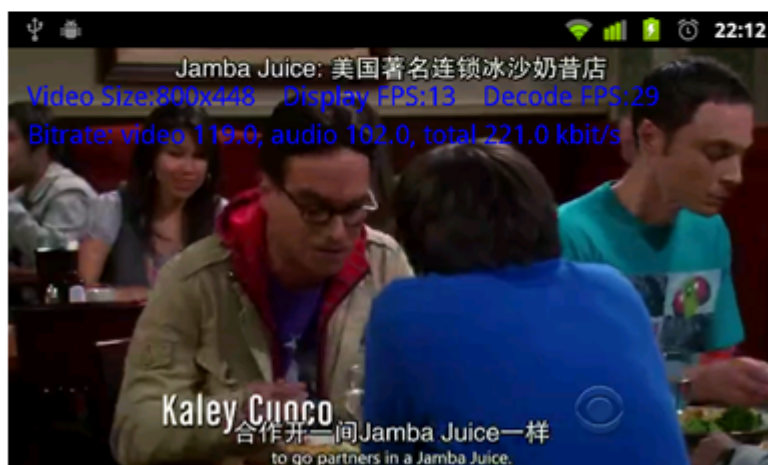 22:12
Jamba Juice: 美国著名连锁冰沙奶昔店
Video Size:800x448 Display FPS:13 Decode FPS:29
Bitrate: video 119.0, audio 102.0, total 221.0 kbit/s
Kaley Cuoco
合作开一间Jamba Juice一样
to go partners in a Jamba Juice.